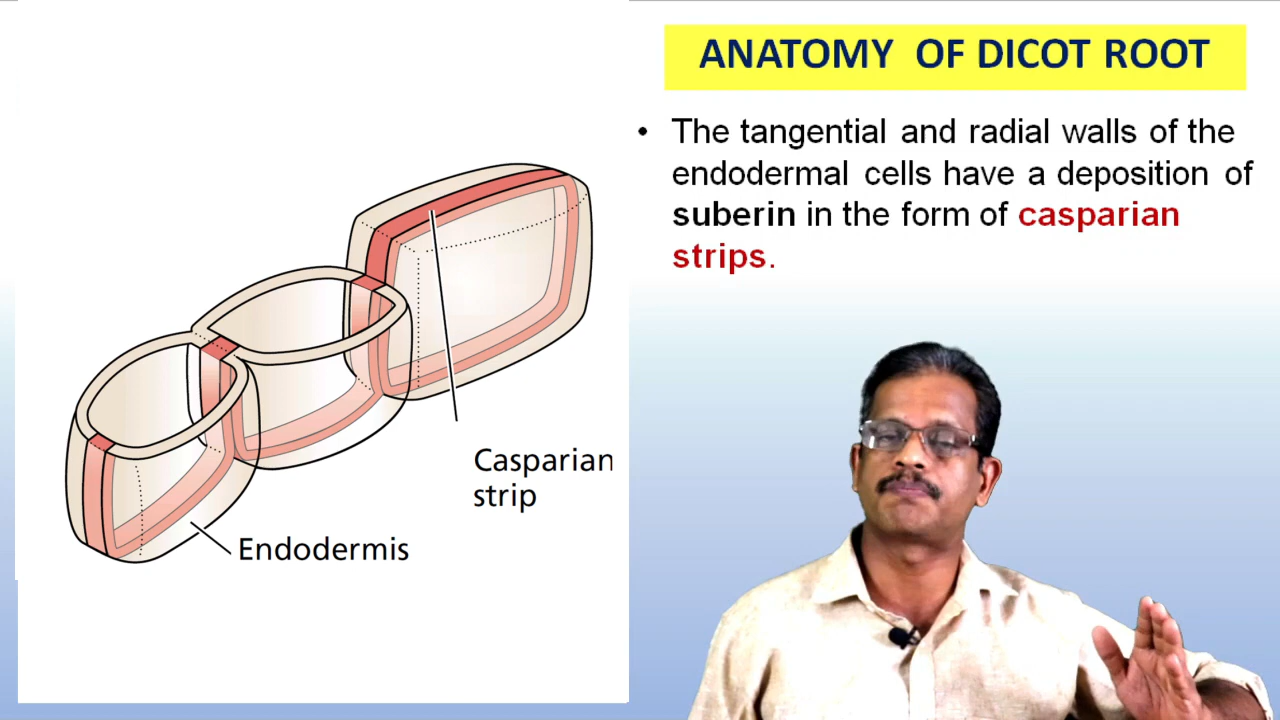 ANATOMY OF DICOT ROOT
• The tangential and radial walls of the
endodermal cells have a deposition of
suberin in the form of casparian
strips.
Casparian
strip
Endodermis